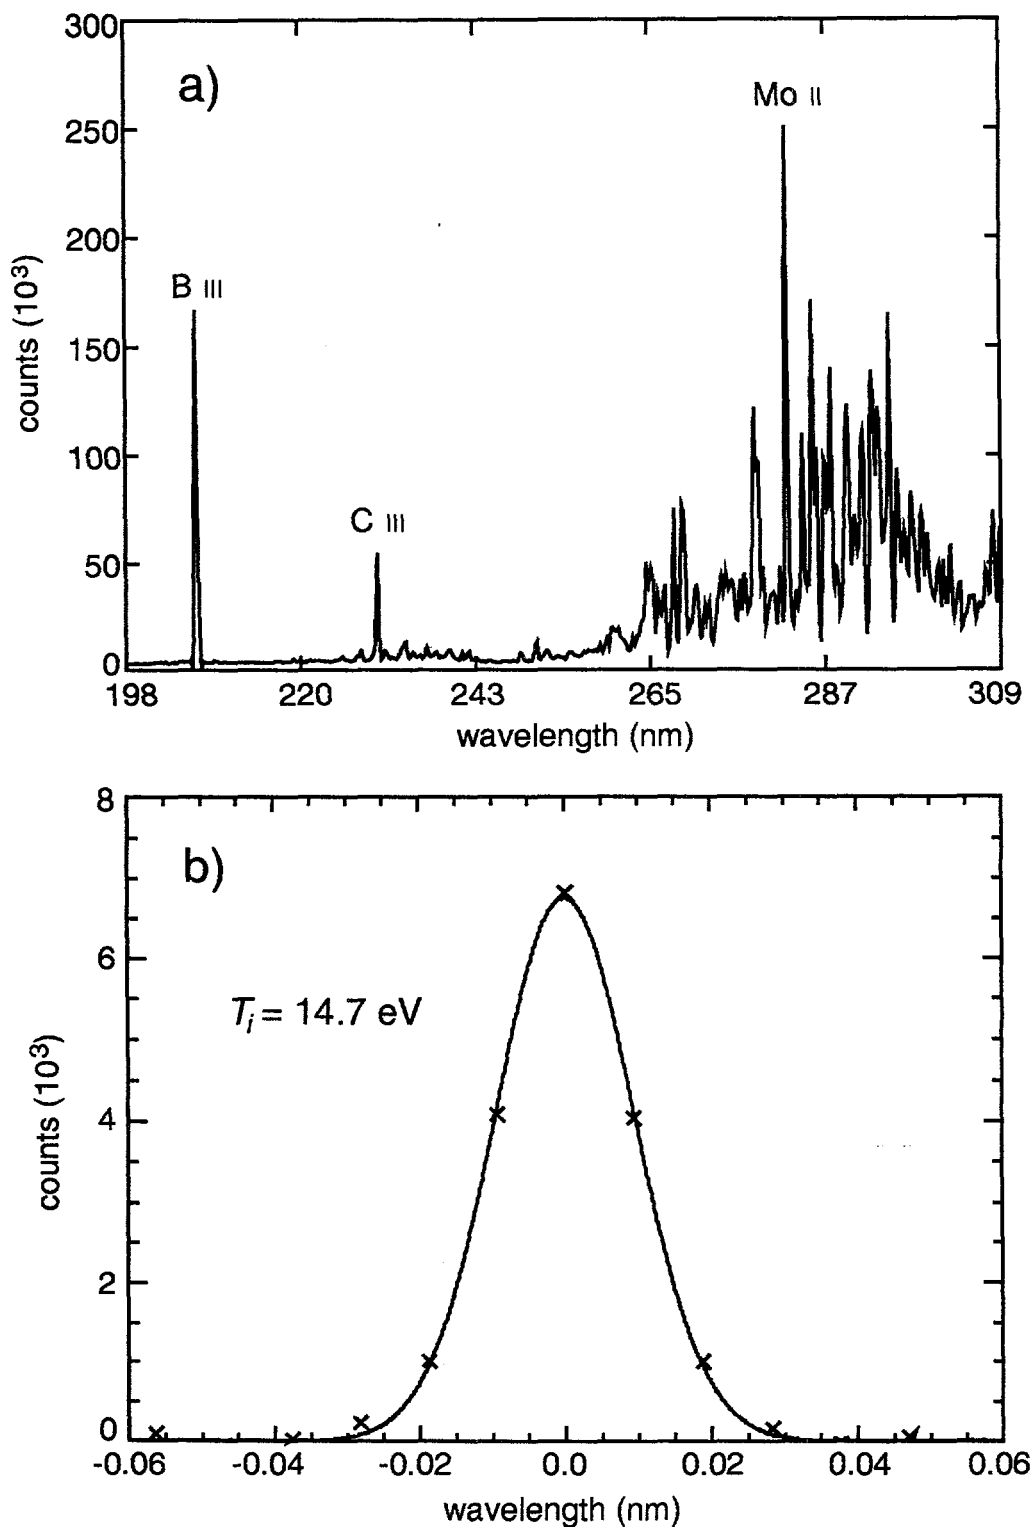 300
250
200
150
100
50
0
counts (10³)
a)
B III
C III
Mo II
198 220 243 265 287 309
wavelength (nm)
8
6
4
2
0
counts (10³)
b)
Tᵢ = 14.7 eV
-0.06 -0.04 -0.02 0.0 0.02 0.04 0.06
wavelength (nm)